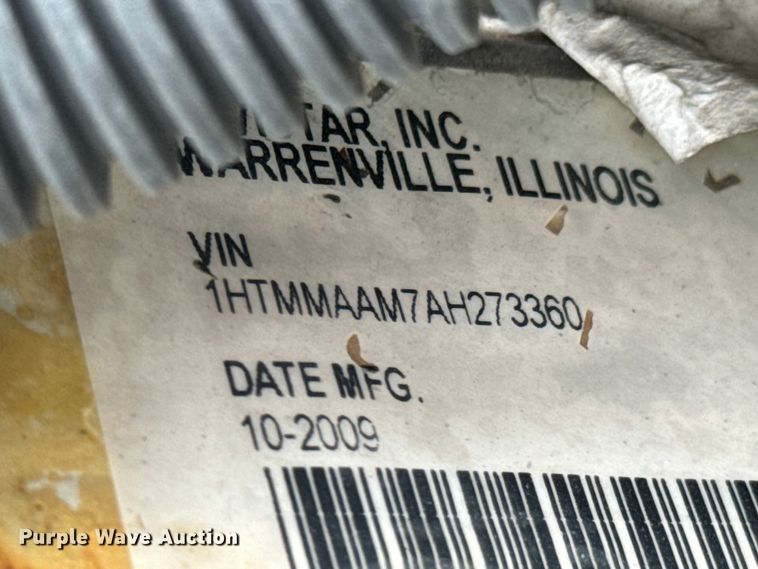 TAR, INC.
WARRENVILLE, ILLINOIS
VIN
1HTMMAAM7AH273360
DATE MFG.
10-2009
Purple Wave Auction